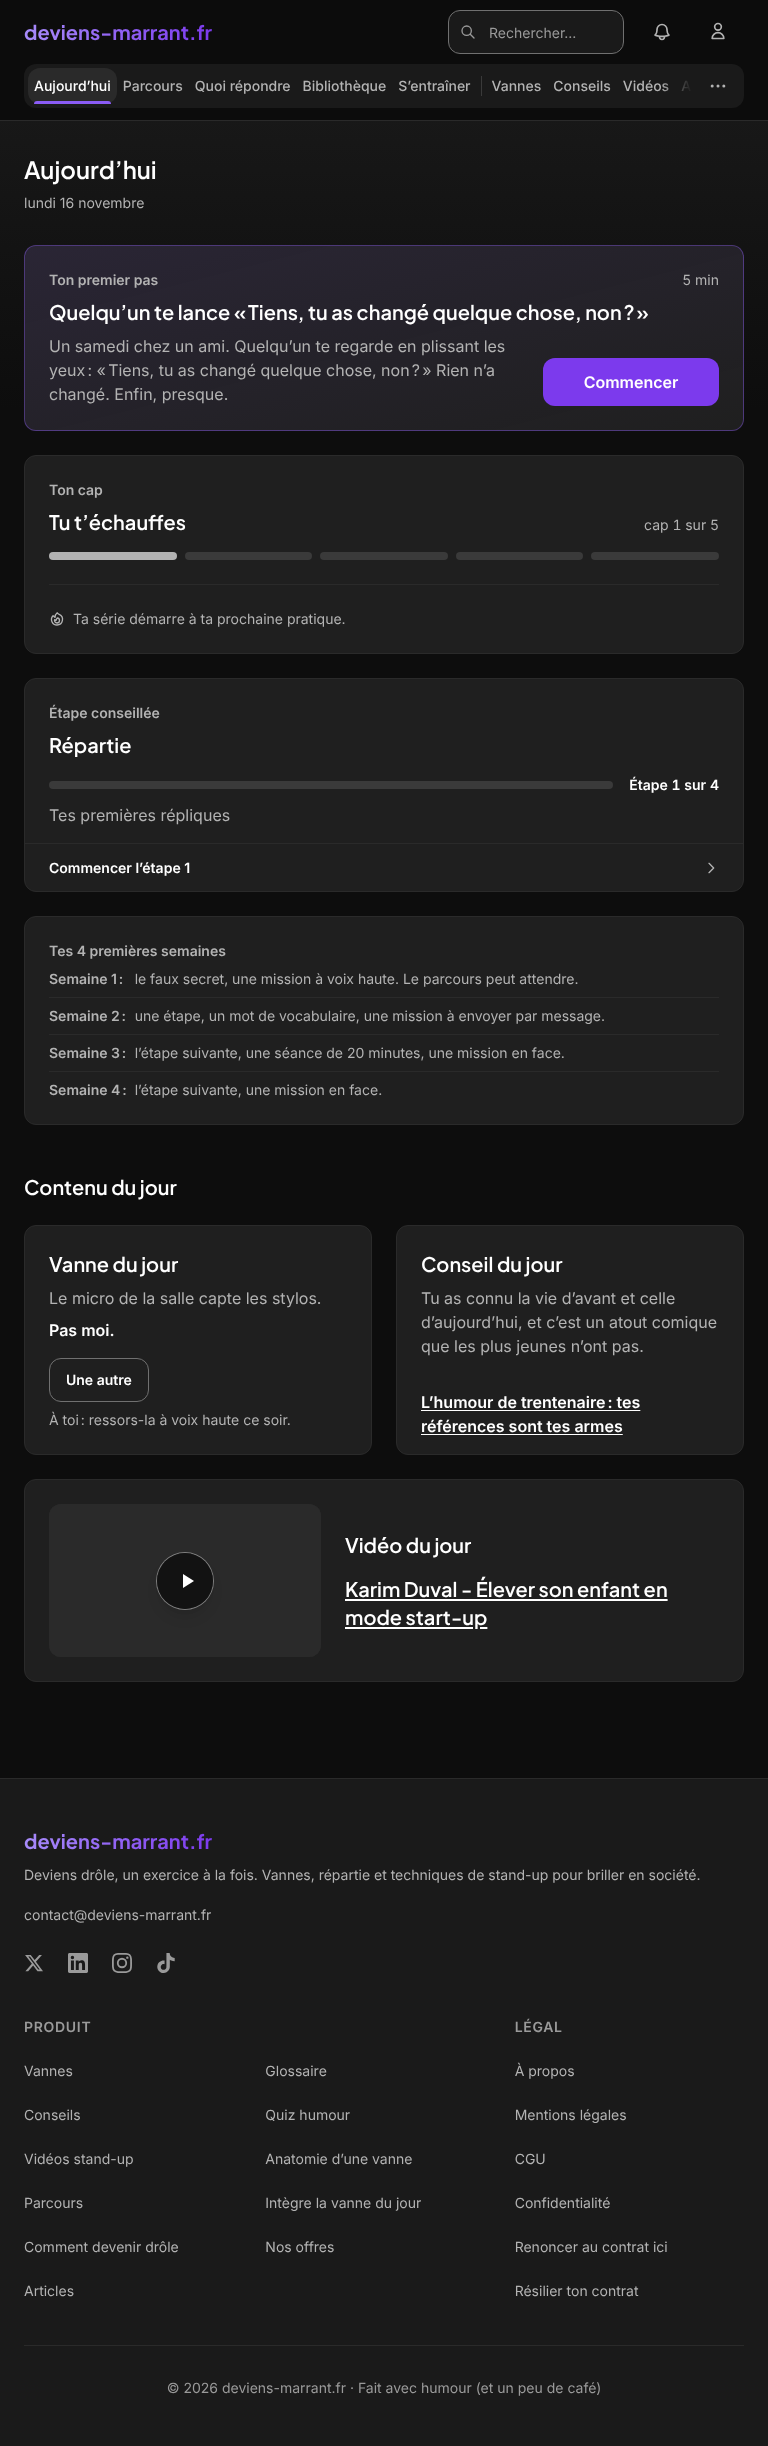 deviens-marrant.fr
Rechercher...
Aujourd’hui Parcours Quoi répondre Bibliothèque S’entraîner Vannes Conseils Vidéos
Aujourd’hui
lundi 16 novembre
Ton premier pas
5 min
Quelqu’un te lance « Tiens, tu as changé quelque chose, non ? »
Un samedi chez un ami. Quelqu’un te regarde en plissant les
yeux : « Tiens, tu as changé quelque chose, non ? » Rien n’a
changé. Enfin, presque.
Commencer
Ton cap
Tu t’échauffes
cap 1 sur 5
Ta série démarre à ta prochaine pratique.
Étape conseillée
Répartie
Étape 1 sur 4
Tes premières répliques
Commencer l’étape 1
Tes 4 premières semaines
Semaine 1 : le faux secret, une mission à voix haute. Le parcours peut attendre.
Semaine 2 : une étape, un mot de vocabulaire, une mission à envoyer par message.
Semaine 3 : l’étape suivante, une séance de 20 minutes, une mission en face.
Semaine 4 : l’étape suivante, une mission en face.
Contenu du jour
Vanne du jour
Le micro de la salle capte les stylos.
Pas moi.
Une autre
À toi : ressors-la à voix haute ce soir.
Conseil du jour
Tu as connu la vie d’avant et celle
d’aujourd’hui, et c’est un atout comique
que les plus jeunes n’ont pas.
L’humour de trentenaire : tes
références sont tes armes
Vidéo du jour
Karim Duval - Élever son enfant en
mode start-up
deviens-marrant.fr
Deviens drôle, un exercice à la fois. Vannes, répartie et techniques de stand-up pour briller en société.
contact@deviens-marrant.fr
PRODUIT
Vannes
Conseils
Vidéos stand-up
Parcours
Comment devenir drôle
Articles
Glossaire
Quiz humour
Anatomie d’une vanne
Intègre la vanne du jour
Nos offres
LÉGAL
À propos
Mentions légales
CGU
Confidentialité
Renoncer au contrat ici
Résilier ton contrat
© 2026 deviens-marrant.fr · Fait avec humour (et un peu de café)